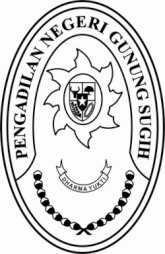 PENGADILAN NEGERI GUNUNG SUGIH
DHARMA YUKTI